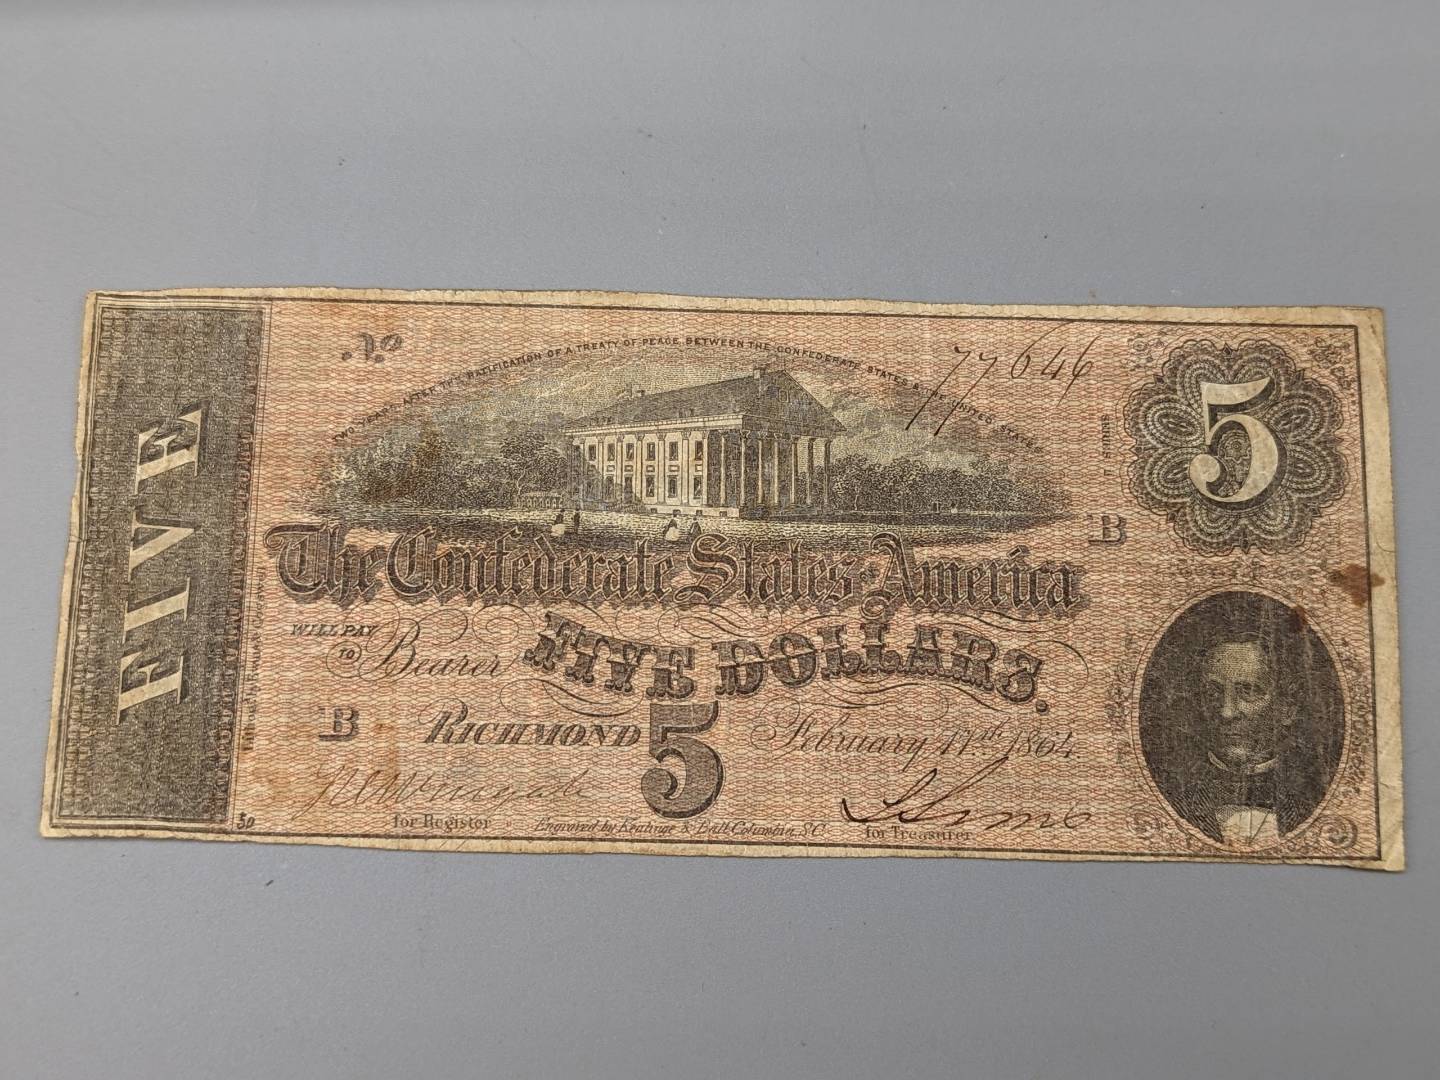 No
77646
TWO YEARS AFTER THE RATIFICATION OF A TREATY OF PEACE BETWEEN THE CONFEDERATE STATES & THE UNITED STATES
5
FIVE
B
The Confederate States of America
WILL PAY TO Bearer FIVE DOLLARS.
B RICHMOND 5 February 17th 1864
50
for Register
Engraved by Keatinge & Ball, Columbia, S.C.
for Treasurer